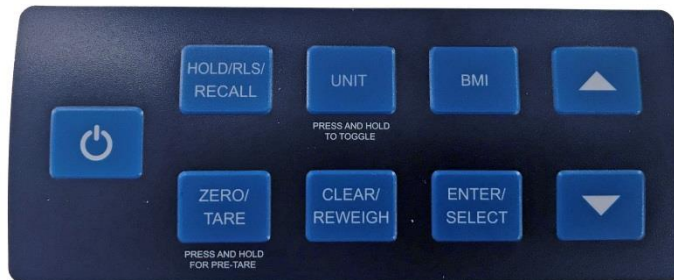 HOLD/RLS/
RECALL
UNIT
BMI
PRESS AND HOLD
TO TOGGLE
ZERO/
TARE
CLEAR/
REWEIGH
ENTER/
SELECT
PRESS AND HOLD
FOR PRE-TARE